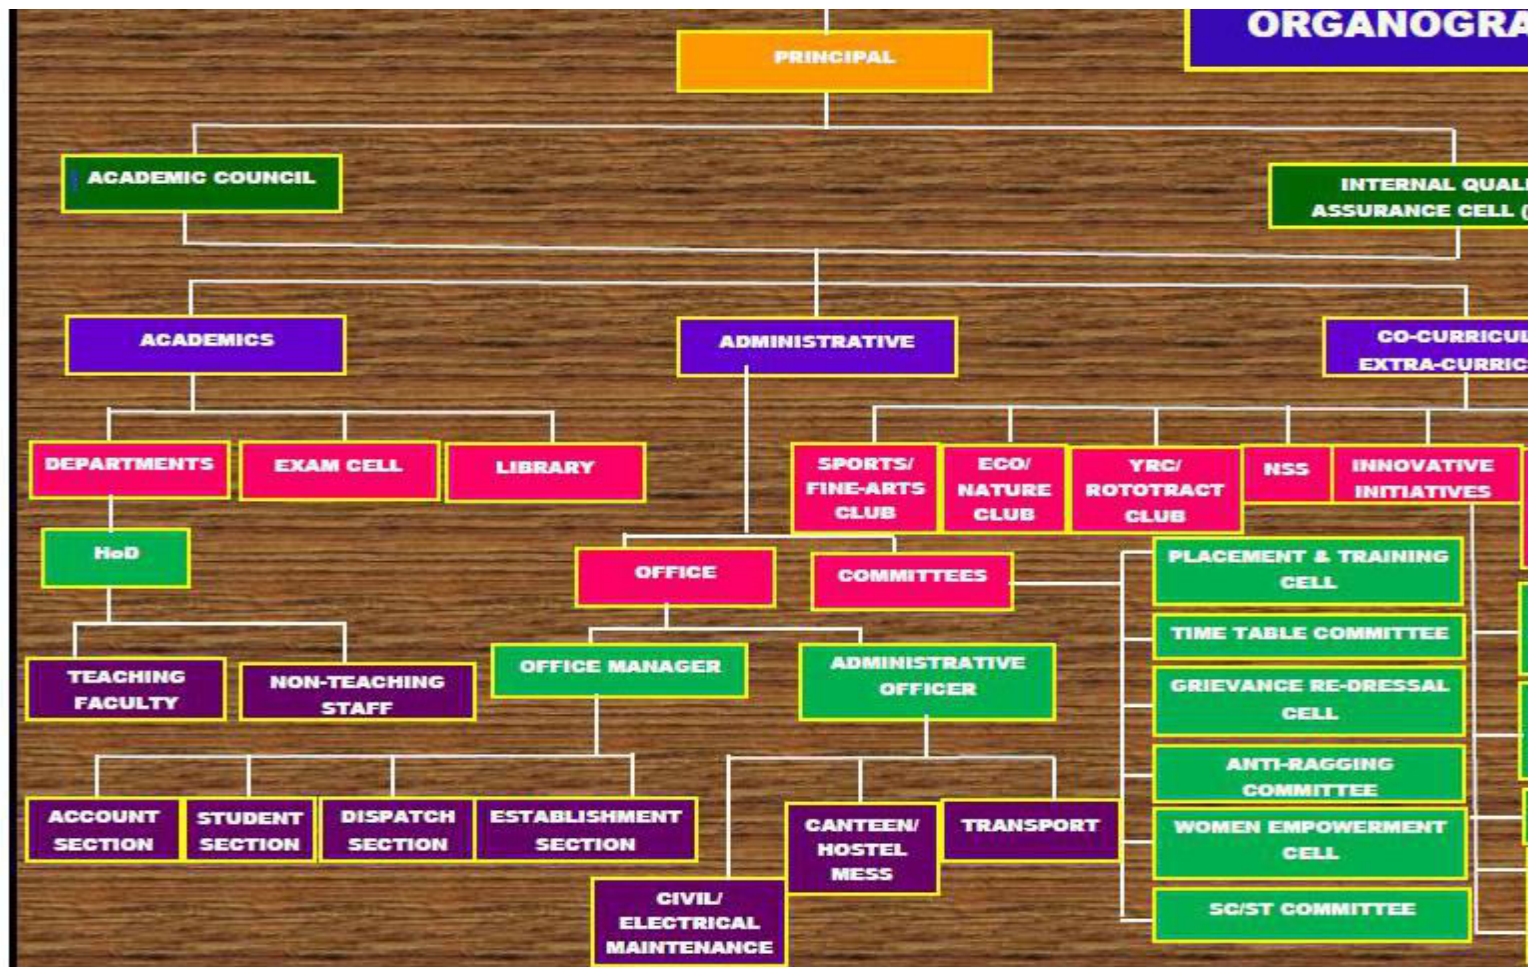 ORGANOGRA
PRINCIPAL
ACADEMIC COUNCIL
INTERNAL QUALI
ASSURANCE CELL (
ACADEMICS
ADMINISTRATIVE
CO-CURRICUL
EXTRA-CURRIC
DEPARTMENTS
EXAM CELL
LIBRARY
SPORTS/
FINE-ARTS
CLUB
ECO/
NATURE
CLUB
YRC/
ROTOTRACT
CLUB
NSS
INNOVATIVE
INITIATIVES
HoD
OFFICE
COMMITTEES
PLACEMENT & TRAINING
CELL
TIME TABLE COMMITTEE
GRIEVANCE RE-DRESSAL
CELL
ANTI-RAGGING
COMMITTEE
WOMEN EMPOWERMENT
CELL
SC/ST COMMITTEE
TEACHING
FACULTY
NON-TEACHING
STAFF
OFFICE MANAGER
ADMINISTRATIVE
OFFICER
ACCOUNT
SECTION
STUDENT
SECTION
DISPATCH
SECTION
ESTABLISHMENT
SECTION
CIVIL/
ELECTRICAL
MAINTENANCE
CANTEEN/
HOSTEL
MESS
TRANSPORT